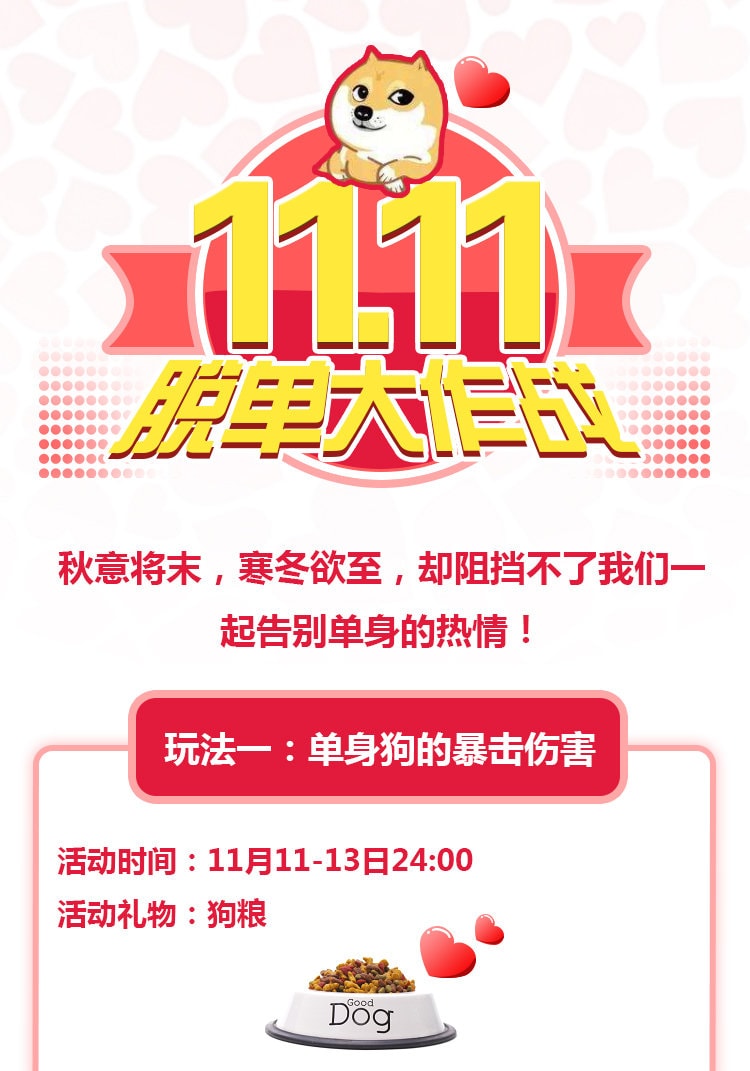 11.11
脱单大作战
秋意将末，寒冬欲至，却阻挡不了我们一
起告别单身的热情！
玩法一：单身狗的暴击伤害
活动时间：11月11-13日24:00
活动礼物：狗粮
Good
Dog